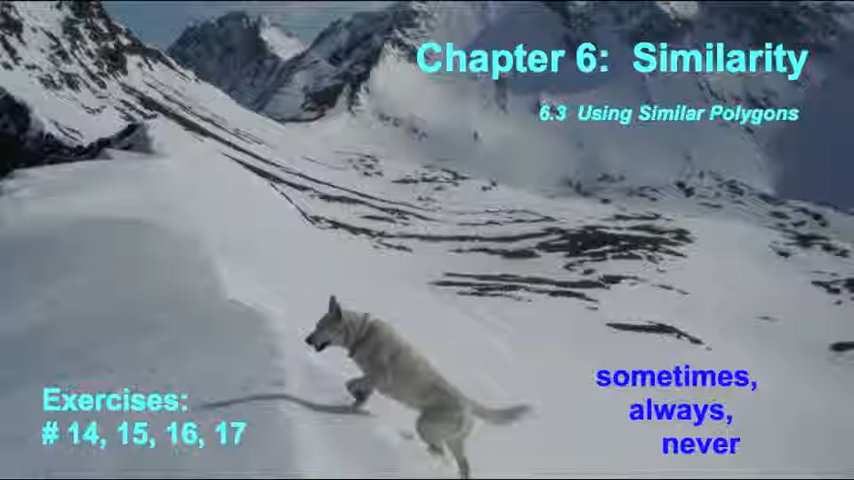 Chapter 6:  Similarity
6.3  Using Similar Polygons
Exercises:
# 14, 15, 16, 17
sometimes,
always,
never